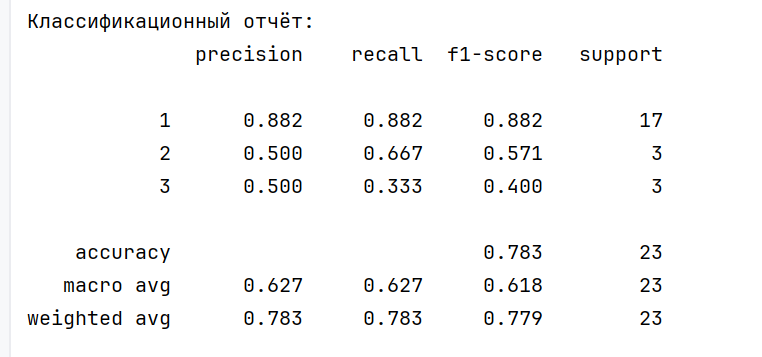 Классификационный отчёт:
precision recall f1-score support
1 0.882 0.882 0.882 17
2 0.500 0.667 0.571 3
3 0.500 0.333 0.400 3
accuracy 0.783 23
macro avg 0.627 0.627 0.618 23
weighted avg 0.783 0.783 0.779 23